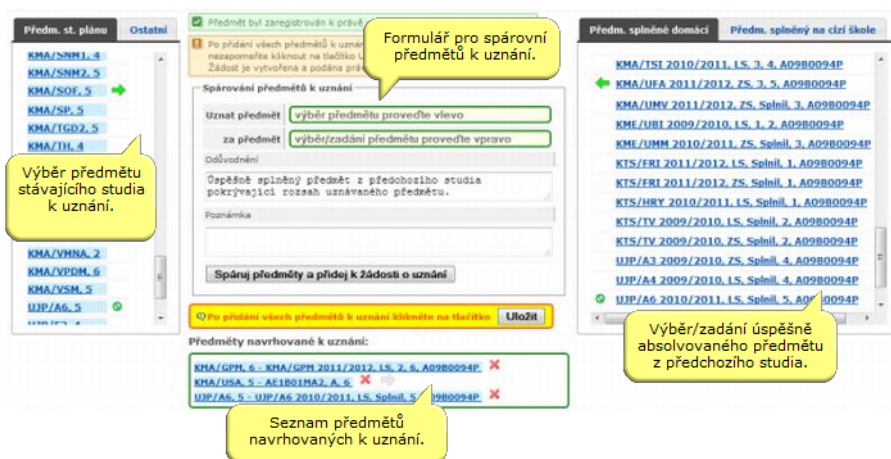 Předm. st. plánu
Ostatní
KMA/SNM1, 4
KMA/SNM2, 5
KMA/SOF, 5
KMA/SP, 5
KMA/TGD2, 5
KMA/TH, 4
Výběr předmětu
stávajícího studia
k uznání.
KMA/VMNA, 2
KMA/VPDM, 6
KMA/VSM, 5
UJP/A6, 5
Předmět byl zaregistrován k právě
Po přidání všech předmětů k uznán
nezapomeňte kliknout na tlačítko U
Žádost je vytvořena a podána prá
Formulář pro spárovní
předmětů k uznání.
Spárování předmětů k uznání
Uznat předmět
výběr předmětu proveďte vlevo
za předmět
výběr/zadání předmětu proveďte vpravo
Odůvodnění
Úspěšně splněný předmět z předchozího studia
pokrývající rozsah uznávaného předmětu.
Poznámka
Spáruj předměty a přidej k žádosti o uznání
Po přidání všech předmětů k uznání klikněte na tlačítko
Uložit
Předměty navrhované k uznání:
KMA/GPM, 6 - KMA/GPM 2011/2012, LS, 2, 6, A09B0094P
KMA/USA, 5 - AE1B01MA2, A, 6
UJP/A6, 5 - UJP/A6 2010/2011, LS, Splnil, 5, A09B0094P
Seznam předmětů
navrhovaných k uznání.
Předm. splněné domácí
Předm. splněný na cizí škole
KMA/TSI 2010/2011, LS, 3, 4, A09B0094P
KMA/UFA 2011/2012, ZS, 3, 5, A09B0094P
KMA/UMV 2011/2012, ZS, Splnil, 3, A09B0094P
KME/UBI 2009/2010, LS, 1, 2, A09B0094P
KME/UMM 2010/2011, ZS, Splnil, 2, A09B0094P
KTS/FRI 2011/2012, LS, Splnil, 1, A09B0094P
KTS/FRI 2011/2012, ZS, Splnil, 1, A09B0094P
KTS/HRY 2010/2011, LS, Splnil, 1, A09B0094P
KTS/TV 2009/2010, LS, Splnil, 2, A09B0094P
KTS/TV 2009/2010, ZS, Splnil, 2, A09B0094P
UJP/A3 2009/2010, ZS, Splnil, 4, A09B0094P
UJP/A4 2009/2010, LS, Splnil, 4, A09B0094P
UJP/A6 2010/2011, LS, Splnil, 5, A09B0094P
Výběr/zadání úspěšně
absolvovaného předmětu
z předchozího studia.